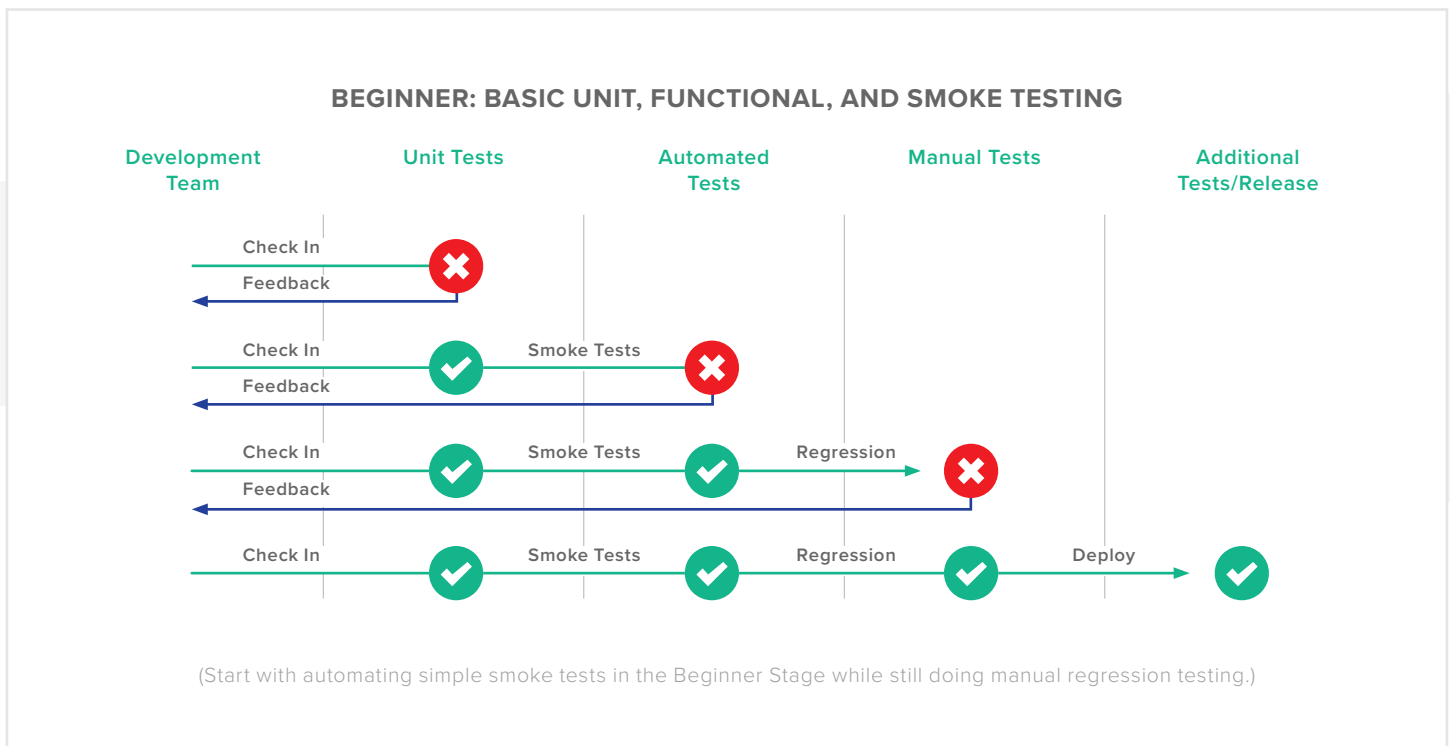 BEGINNER: BASIC UNIT, FUNCTIONAL, AND SMOKE TESTING
Development
Team
Unit Tests
Automated
Tests
Manual Tests
Additional
Tests/Release
Check In
Feedback
Check In
Smoke Tests
Feedback
Check In
Smoke Tests
Regression
Feedback
Check In
Smoke Tests
Regression
Deploy
(Start with automating simple smoke tests in the Beginner Stage while still doing manual regression testing.)